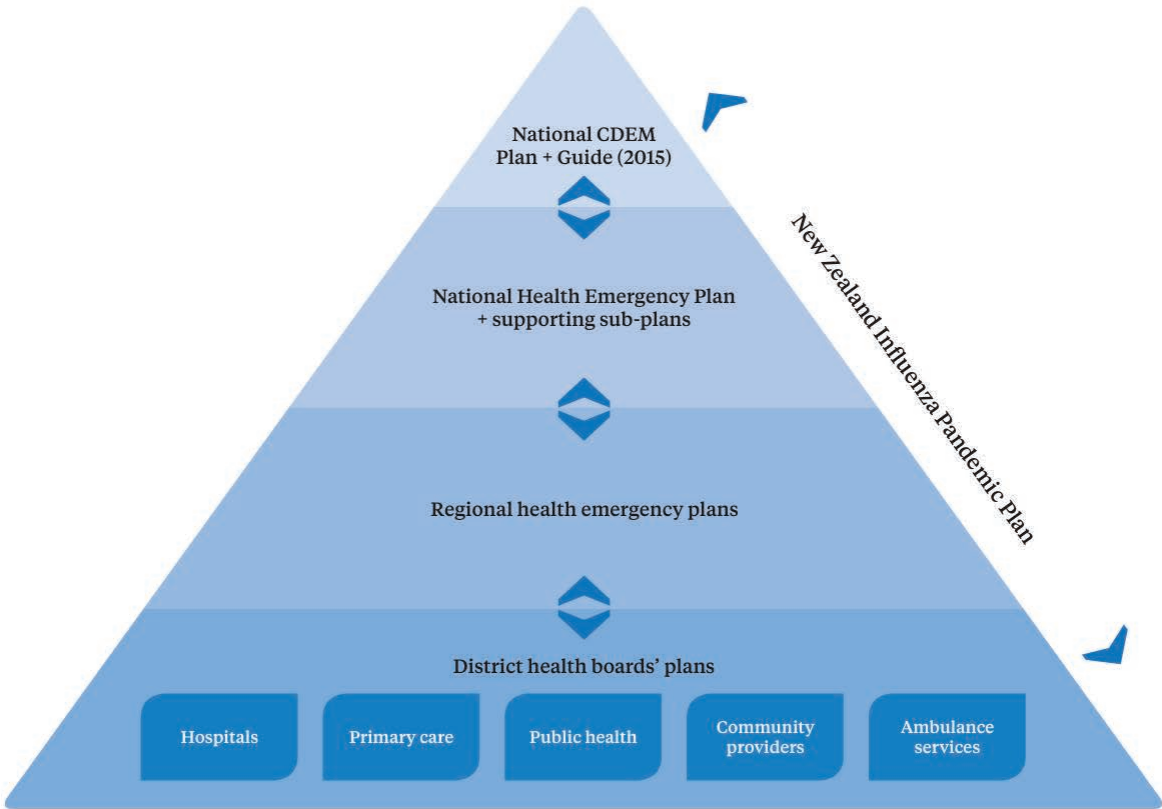 National CDEM
Plan + Guide (2015)
National Health Emergency Plan
+ supporting sub-plans
New Zealand Influenza Pandemic Plan
Regional health emergency plans
District health boards’ plans
Hospitals
Primary care
Public health
Community
providers
Ambulance
services